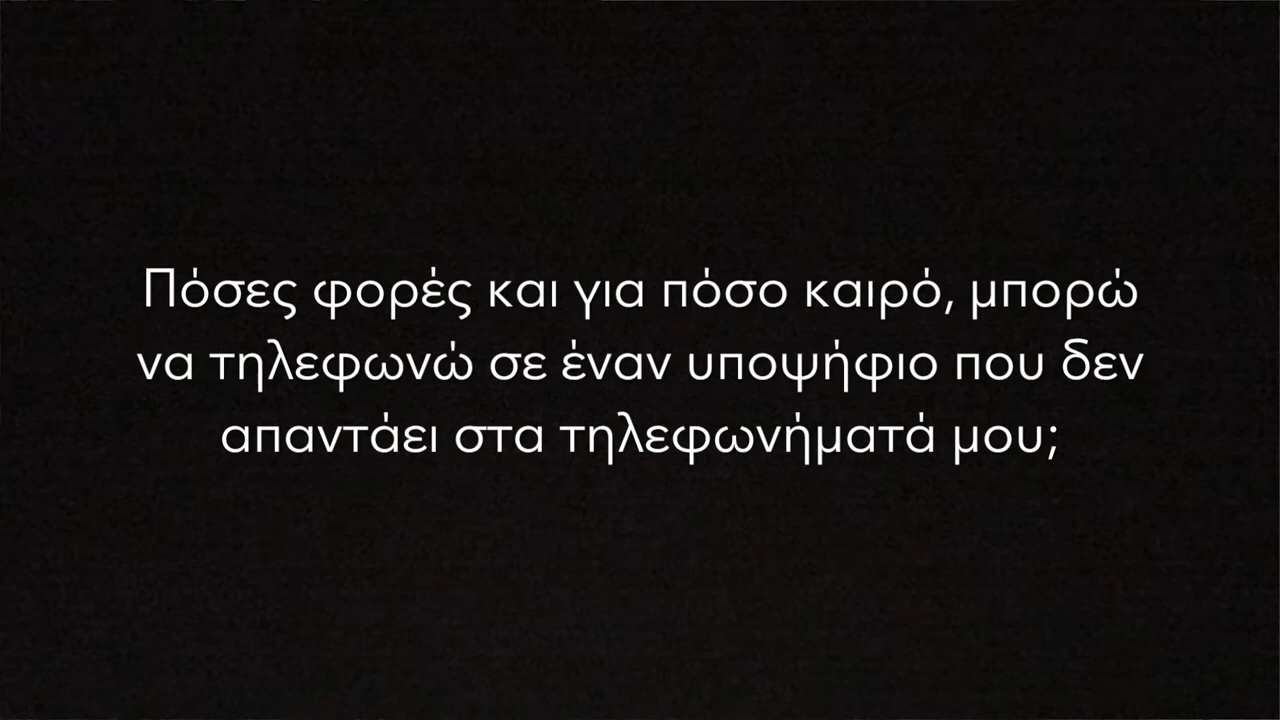 Πόσες φορές και για πόσο καιρό, μπορώ
να τηλεφωνώ σε έναν υποψήφιο που δεν
απαντάει στα τηλεφωνήματά μου;